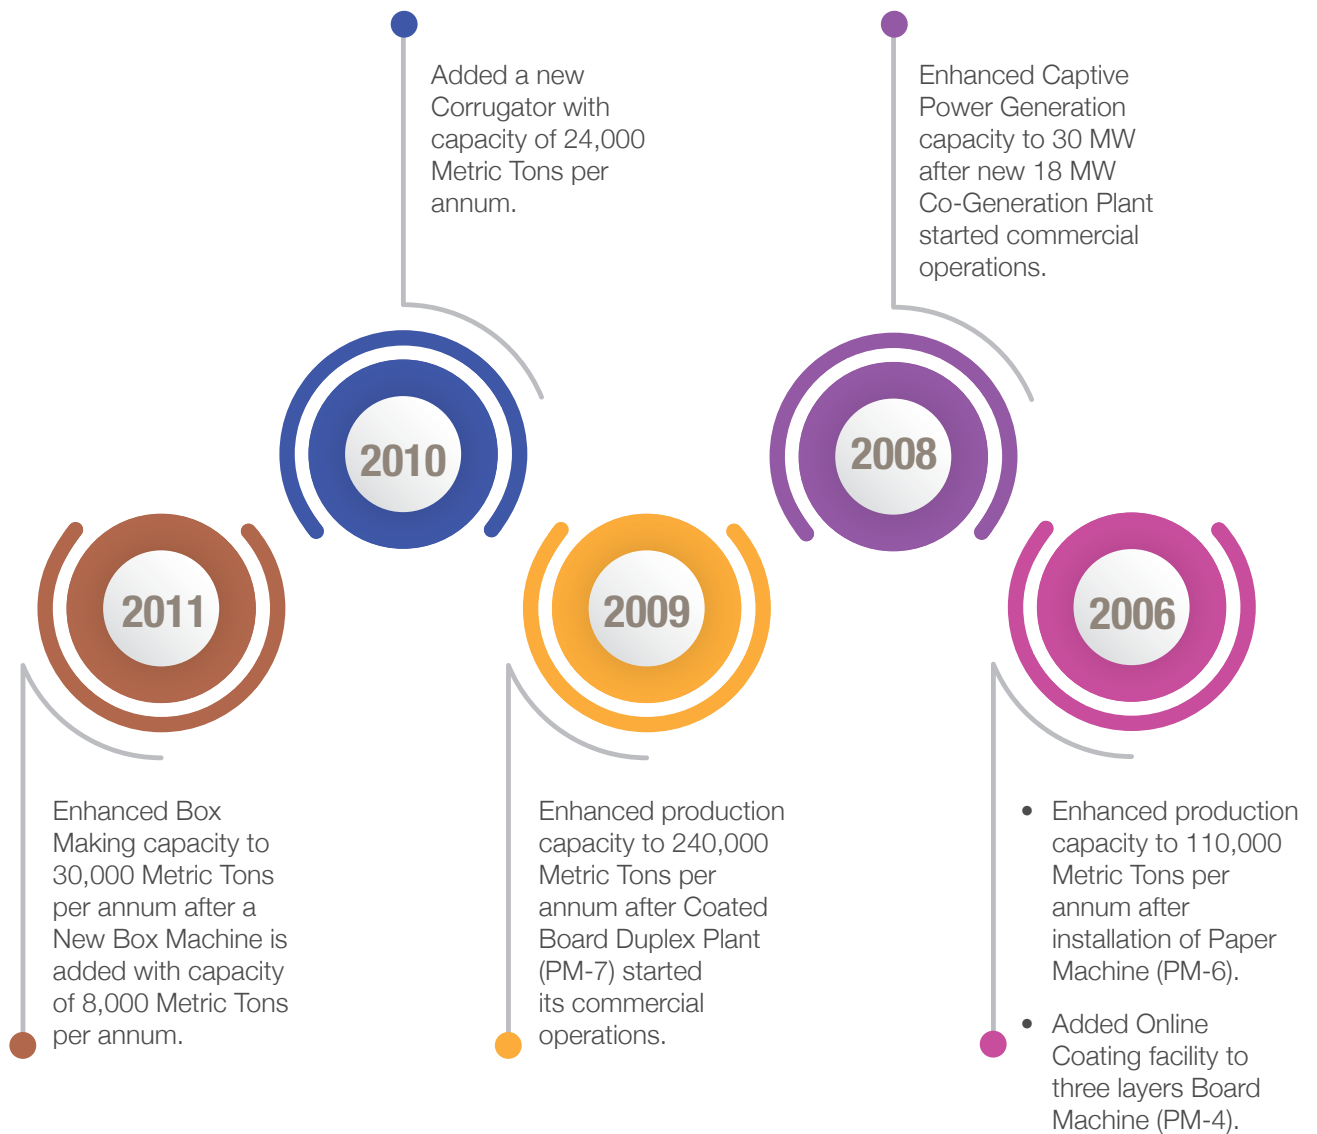 Added a new
Corrugator with
capacity of 24,000
Metric Tons per
annum.
Enhanced Captive
Power Generation
capacity to 30 MW
after new 18 MW
Co-Generation Plant
started commercial
operations.
2010
2008
2011
2009
2006
Enhanced Box
Making capacity to
30,000 Metric Tons
per annum after a
New Box Machine is
added with capacity
of 8,000 Metric Tons
per annum.
Enhanced production
capacity to 240,000
Metric Tons per
annum after Coated
Board Duplex Plant
(PM-7) started
its commercial
operations.
• Enhanced production
capacity to 110,000
Metric Tons per
annum after
installation of Paper
Machine (PM-6).
• Added Online
Coating facility to
three layers Board
Machine (PM-4).